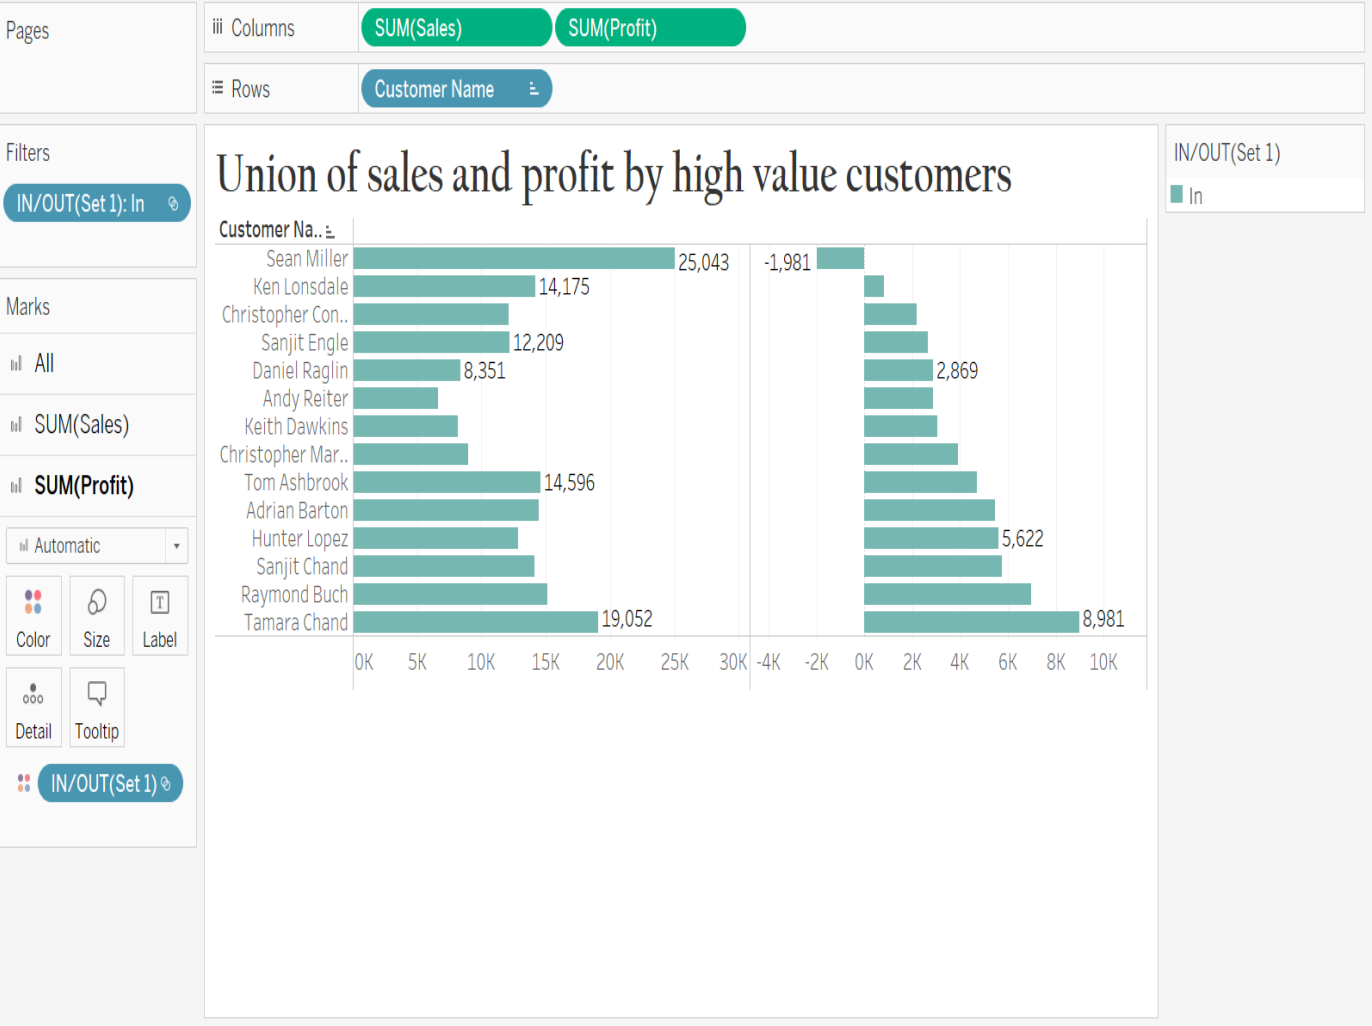 Pages
Columns
SUM(Sales)
SUM(Profit)
Rows
Customer Name
Filters
IN/OUT(Set 1): In
Marks
All
SUM(Sales)
SUM(Profit)
Automatic
Color
Size
T
Label
Detail
Tooltip
IN/OUT(Set 1)
Union of sales and profit by high value customers
Customer Na..
Sean Miller 25,043 -1,981
Ken Lonsdale 14,175
Christopher Con..
Sanjit Engle 12,209
Daniel Raglin 8,351 2,869
Andy Reiter
Keith Dawkins
Christopher Mar..
Tom Ashbrook 14,596
Adrian Barton
Hunter Lopez 5,622
Sanjit Chand
Raymond Buch
Tamara Chand 19,052 8,981
0K 5K 10K 15K 20K 25K 30K -4K -2K 0K 2K 4K 6K 8K 10K
IN/OUT(Set 1)
In